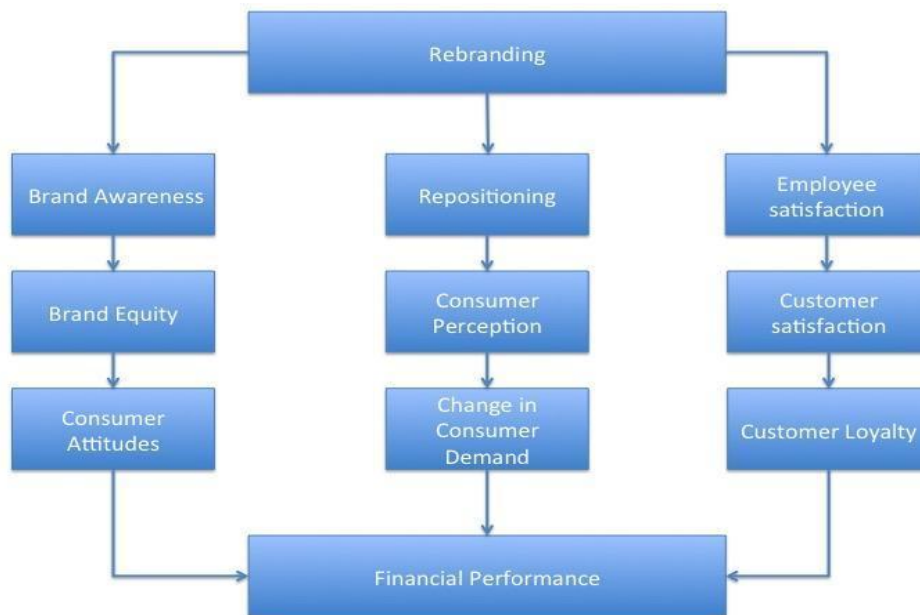 Rebranding
Brand Awareness
Repositioning
Employee
satisfaction
Brand Equity
Consumer
Perception
Customer
satisfaction
Consumer
Attitudes
Change in
Consumer
Demand
Customer Loyalty
Financial Performance